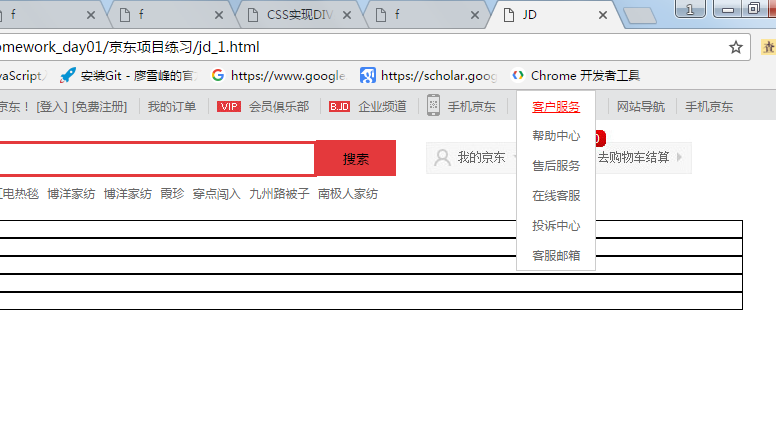 f f CSS实现DIV f JD 1
omework_day01/京东项目练习/jd_1.html
vaScript/ 安装Git - 廖雪峰的官 https://www.google https://scholar.goog Chrome 开发者工具
京东！ [登入] [免费注册] 我的订单 VIP 会员俱乐部 B.JD 企业频道 手机京东 客户服务 网站导航 手机京东
帮助中心
搜索 我的京东 售后服务 去购物车结算
电热毯 博洋家纺 博洋家纺 霞珍 穿点闯入 九州路被子 南极人家纺 在线客服
投诉中心
客服邮箱